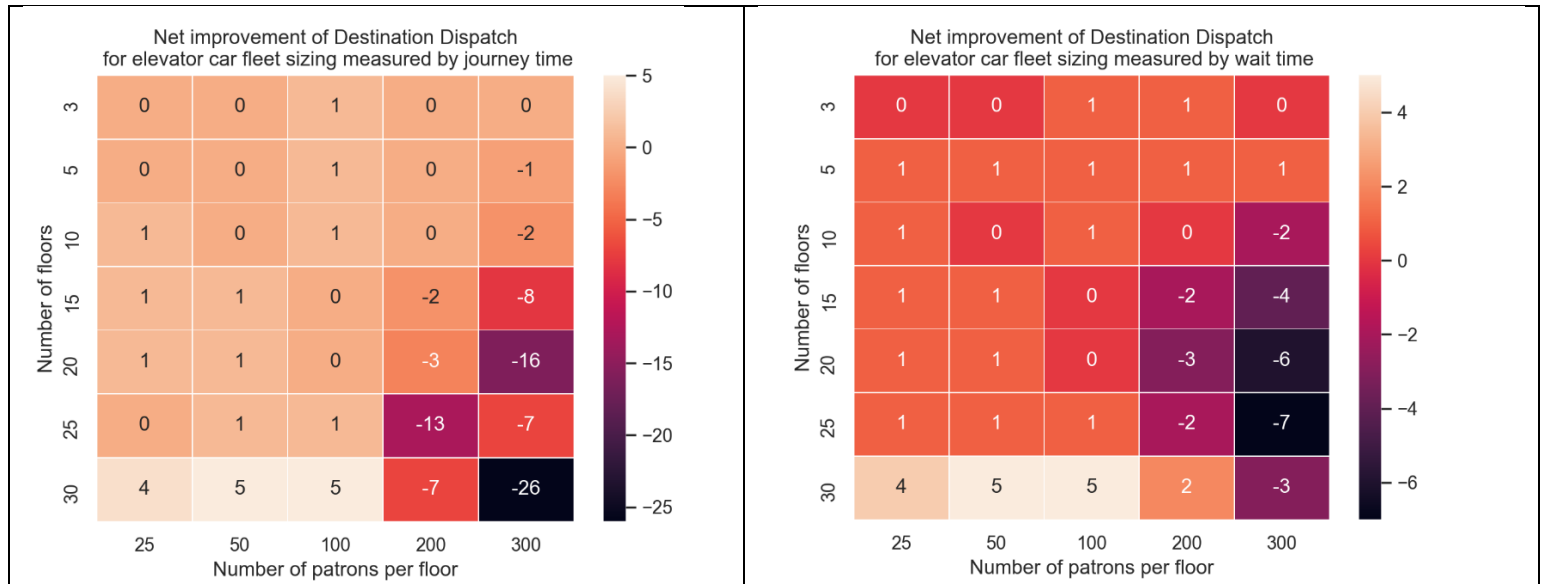 Net improvement of Destination Dispatch
for elevator car fleet sizing measured by journey time
3 0 0 1 0 0
5 0 0 1 0 -1
10 1 0 1 0 -2
15 1 1 0 -2 -8
20 1 1 0 -3 -16
25 0 1 1 -13 -7
30 4 5 5 -7 -26
25 50 100 200 300
Number of patrons per floor
Number of floors
5
0
−5
−10
−15
−20
−25
Net improvement of Destination Dispatch
for elevator car fleet sizing measured by wait time
3 0 0 1 1 0
5 1 1 1 1 1
10 1 0 1 0 -2
15 1 1 0 -2 -4
20 1 1 0 -3 -6
25 1 1 1 -2 -7
30 4 5 5 2 -3
25 50 100 200 300
Number of patrons per floor
Number of floors
4
2
0
−2
−4
−6